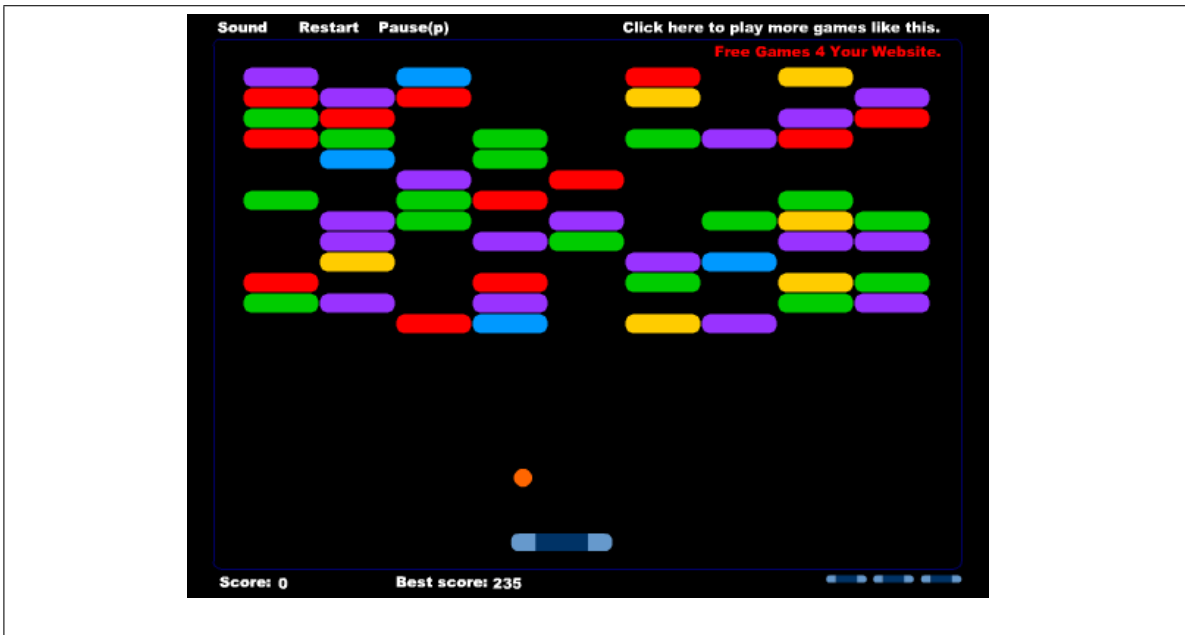 Sound Restart Pause(p) Click here to play more games like this.
Free Games 4 Your Website.
Score: 0 Best score: 235